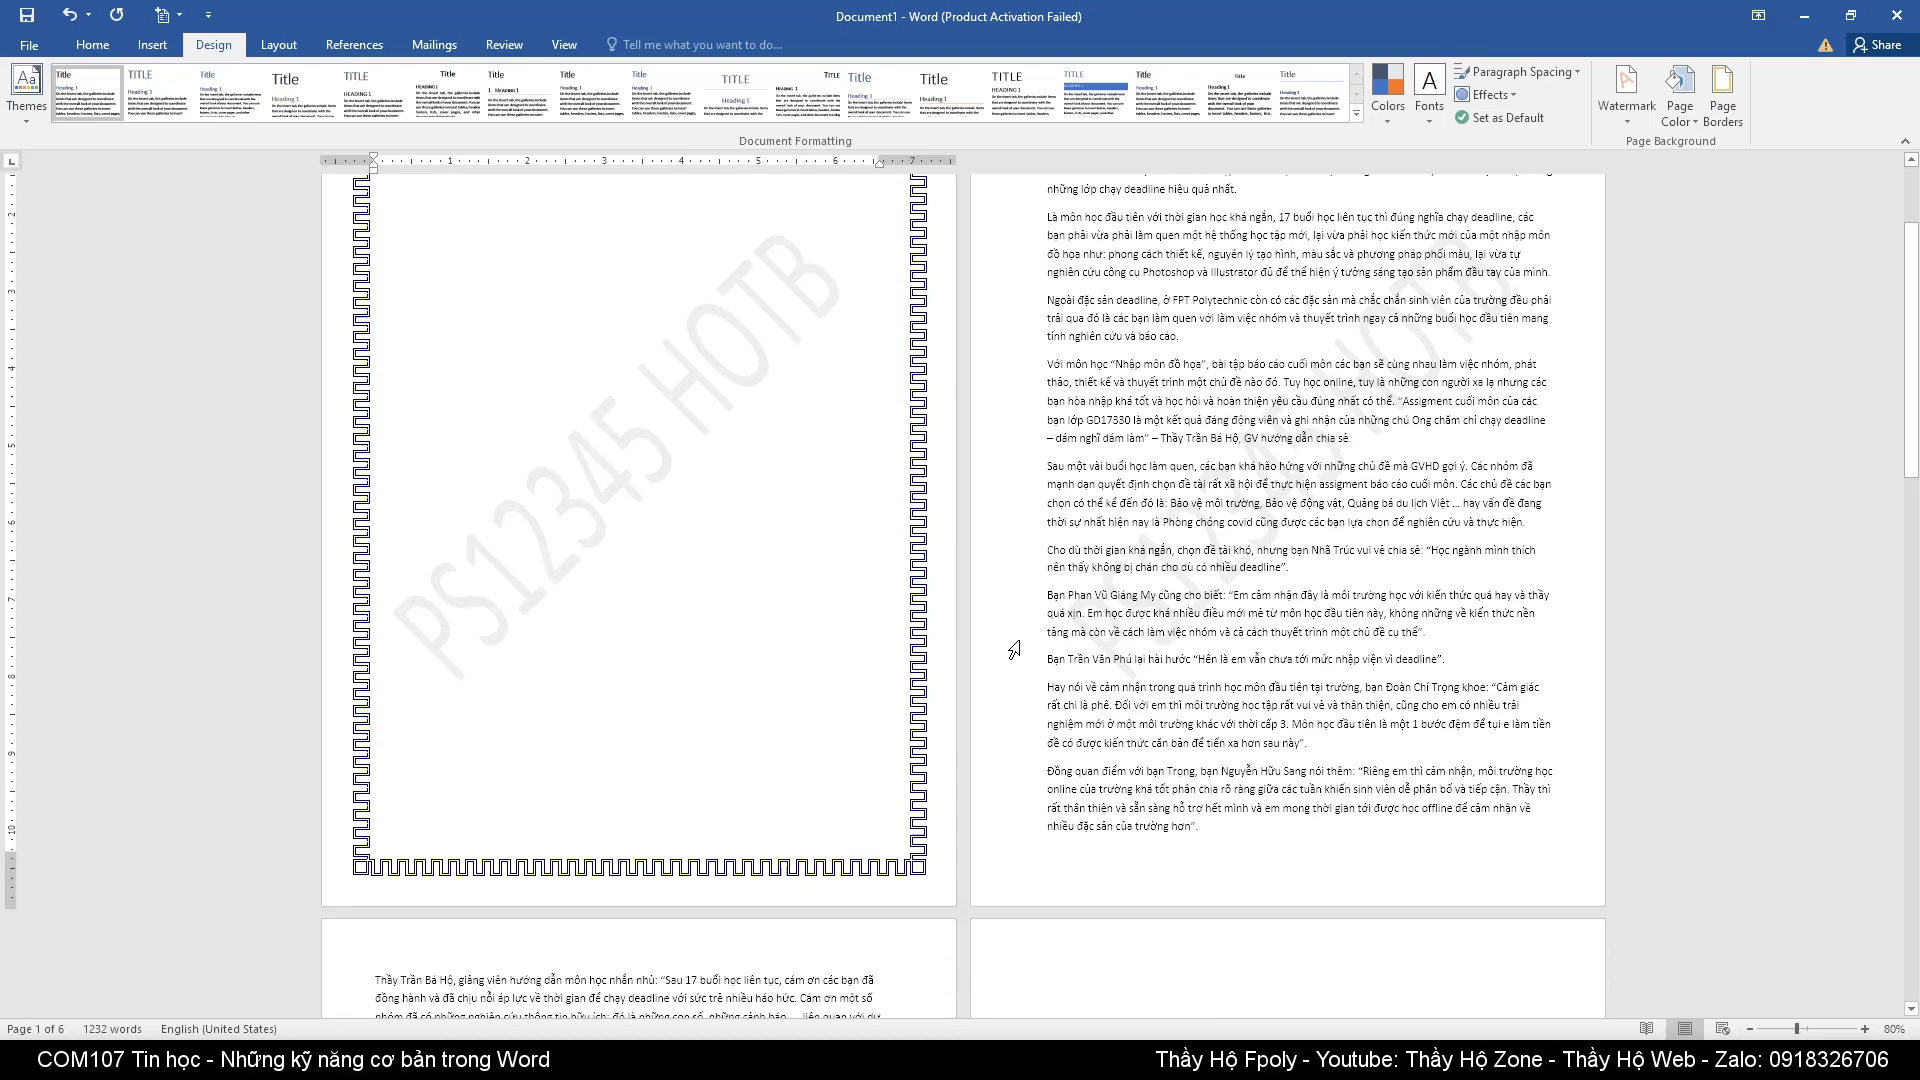 Document1 - Word (Product Activation Failed)
File Home Insert Design Layout References Mailings Review View Tell me what you want to do... Share
Themes
Colors
Fonts
Paragraph Spacing
Effects
Set as Default
Watermark
Page Color
Page Borders
Document Formatting
Page Background
PS12345 HOTB
những lớp chạy deadline hiệu quả nhất.
Là môn học đầu tiên với thời gian học khá ngắn, 17 buổi học liên tục thì đúng nghĩa chạy deadline, các
bạn phải vừa phải làm quen một hệ thống học tập mới, lại vừa phải học kiến thức mới của một nhập môn
đồ họa như: phong cách thiết kế, nguyên lý tạo hình, màu sắc và phương pháp phối màu, lại vừa tự
nghiên cứu công cụ Photoshop và Illustrator đủ để thể hiện ý tưởng sáng tạo sản phẩm đầu tay của mình.
Ngoài đặc sản deadline, ở FPT Polytechnic còn có các đặc sản mà chắc chắn sinh viên của trường đều phải
trải qua đó là các bạn làm quen với làm việc nhóm và thuyết trình ngay cả những buổi học đầu tiên mang
tính nghiên cứu và báo cáo.
Với môn học “Nhập môn đồ họa”, bài tập báo cáo cuối môn các bạn sẽ cùng nhau làm việc nhóm, phát
thảo, thiết kế và thuyết trình một chủ đề nào đó. Tuy học online, tuy là những con người xa lạ nhưng các
bạn hòa nhập khá tốt và học hỏi và hoàn thiện yêu cầu đúng nhất có thể. “Assigment cuối môn của các
bạn lớp GD17330 là một kết quả đáng động viên và ghi nhận của những chú Ong chăm chỉ chạy deadline
– dám nghĩ dám làm” – Thầy Trần Bá Hộ, GV hướng dẫn chia sẻ.
Sau một vài buổi học làm quen, các bạn khá hào hứng với những chủ đề mà GVHD gợi ý. Các nhóm đã
mạnh dạn quyết định chọn đề tài rất xã hội để thực hiện assigment báo cáo cuối môn. Các chủ đề các bạn
chọn có thể kể đến đó là: Bảo vệ môi trường, Bảo vệ động vật, Quảng bá du lịch Việt ... hay vấn đề đang
thời sự nhất hiện nay là Phòng chóng covid cũng được các bạn lựa chọn để nghiên cứu và thực hiện.
Cho dù thời gian khá ngắn, chọn đề tài khó, nhưng bạn Nhã Trúc vui vẻ chia sẻ: “Học ngành mình thích
nên thấy không bị chán cho dù có nhiều deadline”.
Bạn Phan Vũ Giáng My cũng cho biết: “Em cảm nhận đây là môi trường học với kiến thức quá hay và thầy
quá xịn. Em học được khá nhiều điều mới mẻ từ môn học đầu tiên này, không những về kiến thức nền
tảng mà còn về cách làm việc nhóm và cả cách thuyết trình một chủ đề cụ thể”.
Bạn Trần Văn Phú lại hài hước “Hên là em vẫn chưa tới mức nhập viện vì deadline”.
Hay nói về cảm nhận trong quá trình học môn đầu tiên tại trường, bạn Đoàn Chí Trọng khoe: “Cảm giác
rất chi là phê. Đối với em thì môi trường học tập rất vui vẻ và thân thiện, cũng cho em có nhiều trải
nghiệm mới ở một môi trường khác với thời cấp 3. Môn học đầu tiên là một 1 bước đệm để tụi e làm tiền
đề có được kiến thức căn bản để tiến xa hơn sau này”.
Đồng quan điểm với bạn Trọng, bạn Nguyễn Hữu Sang nói thêm: “Riêng em thì cảm nhận, môi trường học
online của trường khá tốt phân chia rõ ràng giữa các tuần khiến sinh viên dễ phân bổ và tiếp cận. Thầy thì
rất thân thiện và sẵn sàng hỗ trợ hết mình và em mong thời gian tới được học offline để cảm nhận về
nhiều đặc sản của trường hơn”.
PS12345 HOTB
Thầy Trần Bá Hộ, giảng viên hướng dẫn môn học nhắn nhủ: “Sau 17 buổi học liên tục, cám ơn các bạn đã
đồng hành và đã chịu nỗi áp lực về thời gian để chạy deadline với sức trẻ nhiều háo hức. Cám ơn một số
nhóm đã có những nghiên cứu thông tin hữu ích: đó là những con số, những cảnh báo ... liên quan với dự
Page 1 of 6 1232 words English (United States) 80%
COM107 Tin học - Những kỹ năng cơ bản trong Word
Thầy Hộ Fpoly - Youtube: Thầy Hộ Zone - Thầy Hộ Web - Zalo: 0918326706